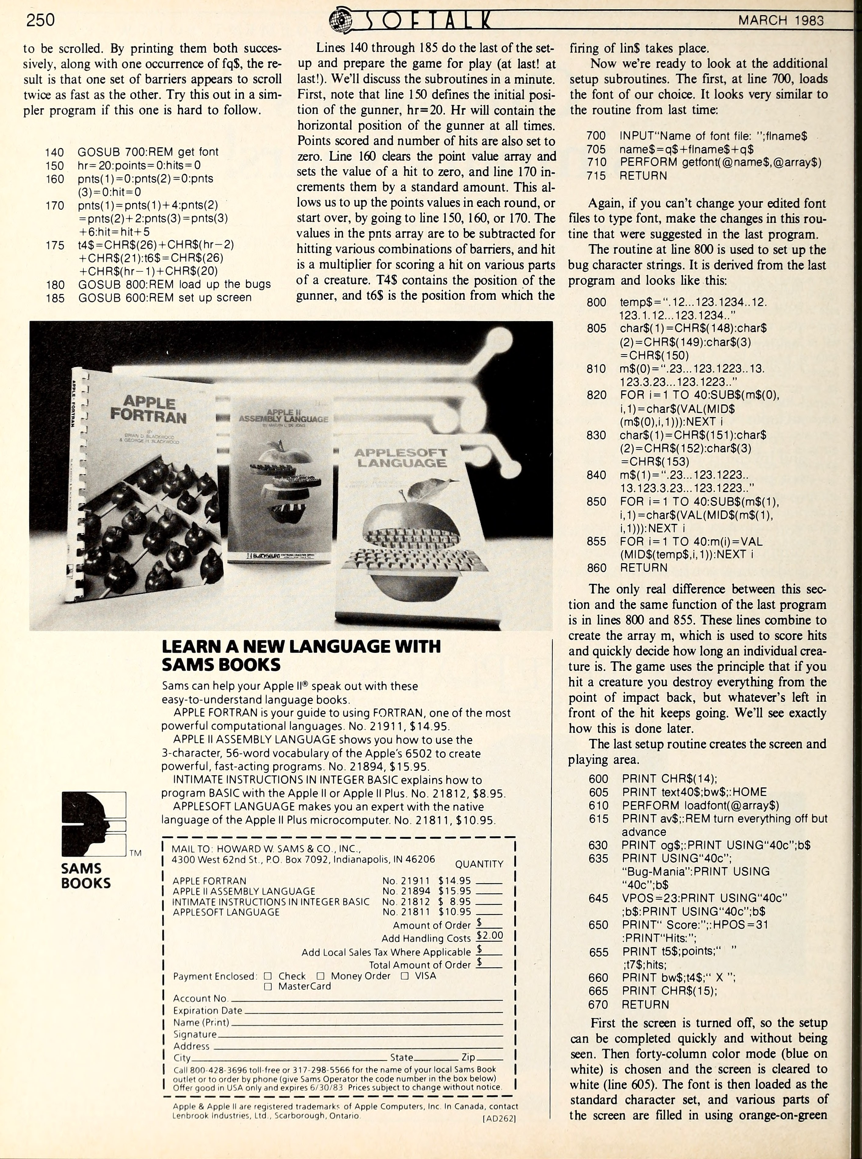 250
SOFTALK
MARCH 1983
to be scrolled. By printing them both succes-
sively, along with one occurrence of fq$, the re-
sult is that one set of barriers appears to scroll
twice as fast as the other. Try this out in a sim-
pler program if this one is hard to follow.
140 GOSUB 700:REM get font
150 hr=20:points=0:hits=0
160 pnts(1)=0:pnts(2)=0:pnts
(3)=0:hit=0
170 pnts(1)=pnts(1)+4:pnts(2)
=pnts(2)+2:pnts(3)=pnts(3)
+6:hit=hit+5
175 t4$=CHR$(26)+CHR$(hr-2)
+CHR$(21):t6$=CHR$(26)
+CHR$(hr-1)+CHR$(20)
180 GOSUB 800:REM load up the bugs
185 GOSUB 600:REM set up screen
Lines 140 through 185 do the last of the set-
up and prepare the game for play (at last! at
last!). We'll discuss the subroutines in a minute.
First, note that line 150 defines the initial posi-
tion of the gunner, hr=20. Hr will contain the
horizontal position of the gunner at all times.
Points scored and number of hits are also set to
zero. Line 160 clears the point value array and
sets the value of a hit to zero, and line 170 in-
crements them by a standard amount. This al-
lows us to up the points values in each round, or
start over, by going to line 150, 160, or 170. The
values in the pnts array are to be subtracted for
hitting various combinations of barriers, and hit
is a multiplier for scoring a hit on various parts
of a creature. T4$ contains the position of the
gunner, and t6$ is the position from which the
firing of lin$ takes place.
Now we're ready to look at the additional
setup subroutines. The first, at line 700, loads
the font of our choice. It looks very similar to
the routine from last time:
700 INPUT"Name of font file: ";flname$
705 name$=q$+flname$+q$
710 PERFORM getfont(@name$,@array$)
715 RETURN
Again, if you can't change your edited font
files to type font, make the changes in this rou-
tine that were suggested in the last program.
The routine at line 800 is used to set up the
bug character strings. It is derived from the last
program and looks like this:
800 temp$=".12...123.1234..12.
123.1.12...123.1234.."
805 char$(1)=CHR$(148):char$
(2)=CHR$(149):char$(3)
=CHR$(150)
810 m$(0)=".23...123.1223..13.
123.3.23...123.1223.."
820 FOR i=1 TO 40:SUB$(m$(0),
i,1)=char$(VAL(MID$
(m$(0),i,1))):NEXT i
830 char$(1)=CHR$(151):char$
(2)=CHR$(152):char$(3)
=CHR$(153)
840 m$(1)=".23...123.1223..
13.123.3.23...123.1223.."
850 FOR i=1 TO 40:SUB$(m$(1),
i,1)=char$(VAL(MID$(m$(1),
i,1))):NEXT i
855 FOR i=1 TO 40:m(i)=VAL
(MID$(temp$,i,1)):NEXT i
860 RETURN
The only real difference between this sec-
tion and the same function of the last program
is in lines 800 and 855. These lines combine to
create the array m, which is used to score hits
and quickly decide how long an individual crea-
ture is. The game uses the principle that if you
hit a creature you destroy everything from the
point of impact back, but whatever's left in
front of the hit keeps going. We'll see exactly
how this is done later.
The last setup routine creates the screen and
playing area.
600 PRINT CHR$(14);
605 PRINT text40$;bw$;:HOME
610 PERFORM loadfont(@array$)
615 PRINT av$;:REM turn everything off but
advance
630 PRINT og$;:PRINT USING"40c";b$
635 PRINT USING"40c";
"Bug-Mania":PRINT USING
"40c";b$
645 VPOS=23:PRINT USING"40c"
;b$:PRINT USING"40c";b$
650 PRINT" Score:";:HPOS=31
:PRINT"Hits:";
655 PRINT t5$;points;" "
;t7$;hits;
660 PRINT bw$;t4$;" X ";
665 PRINT CHR$(15);
670 RETURN
First the screen is turned off, so the setup
can be completed quickly and without being
seen. Then forty-column color mode (blue on
white) is chosen and the screen is cleared to
white (line 605). The font is then loaded as the
standard character set, and various parts of
the screen are filled in using orange-on-green
APPLE FORTRAN
APPLE
FORTRAN
BY
BRIAN D. BLACKWOOD
& GEORGE H. BLACKWOOD
APPLE II
ASSEMBLY LANGUAGE
APPLESOFT
LANGUAGE
LEARN A NEW LANGUAGE WITH
SAMS BOOKS
Sams can help your Apple II® speak out with these
easy-to-understand language books.
APPLE FORTRAN is your guide to using FORTRAN, one of the most
powerful computational languages. No. 21911, $14.95.
APPLE II ASSEMBLY LANGUAGE shows you how to use the
3-character, 56-word vocabulary of the Apple's 6502 to create
powerful, fast-acting programs. No. 21894, $15.95.
INTIMATE INSTRUCTIONS IN INTEGER BASIC explains how to
program BASIC with the Apple II or Apple II Plus. No. 21812, $8.95.
APPLESOFT LANGUAGE makes you an expert with the native
language of the Apple II Plus microcomputer. No. 21811, $10.95.
TM
SAMS
BOOKS
MAIL TO: HOWARD W. SAMS & CO., INC.,
4300 West 62nd St., P.O. Box 7092, Indianapolis, IN 46206
QUANTITY
APPLE FORTRAN No. 21911 $14.95
APPLE II ASSEMBLY LANGUAGE No. 21894 $15.95
INTIMATE INSTRUCTIONS IN INTEGER BASIC No. 21812 $ 8.95
APPLESOFT LANGUAGE No. 21811 $10.95
Amount of Order $
Add Handling Costs $2.00
Add Local Sales Tax Where Applicable $
Total Amount of Order $
Payment Enclosed: □ Check □ Money Order □ VISA
□ MasterCard
Account No.
Expiration Date
Name (Print)
Signature
Address
City State Zip
Call 800-428-3696 toll-free or 317-298-5566 for the name of your local Sams Book
outlet or to order by phone (give Sams Operator the code number in the box below)
Offer good in USA only and expires 6/30/83 Prices subject to change without notice.
Apple & Apple II are registered trademarks of Apple Computers, Inc. In Canada, contact
Lenbrook Industries, Ltd., Scarborough, Ontario.
[AD262]